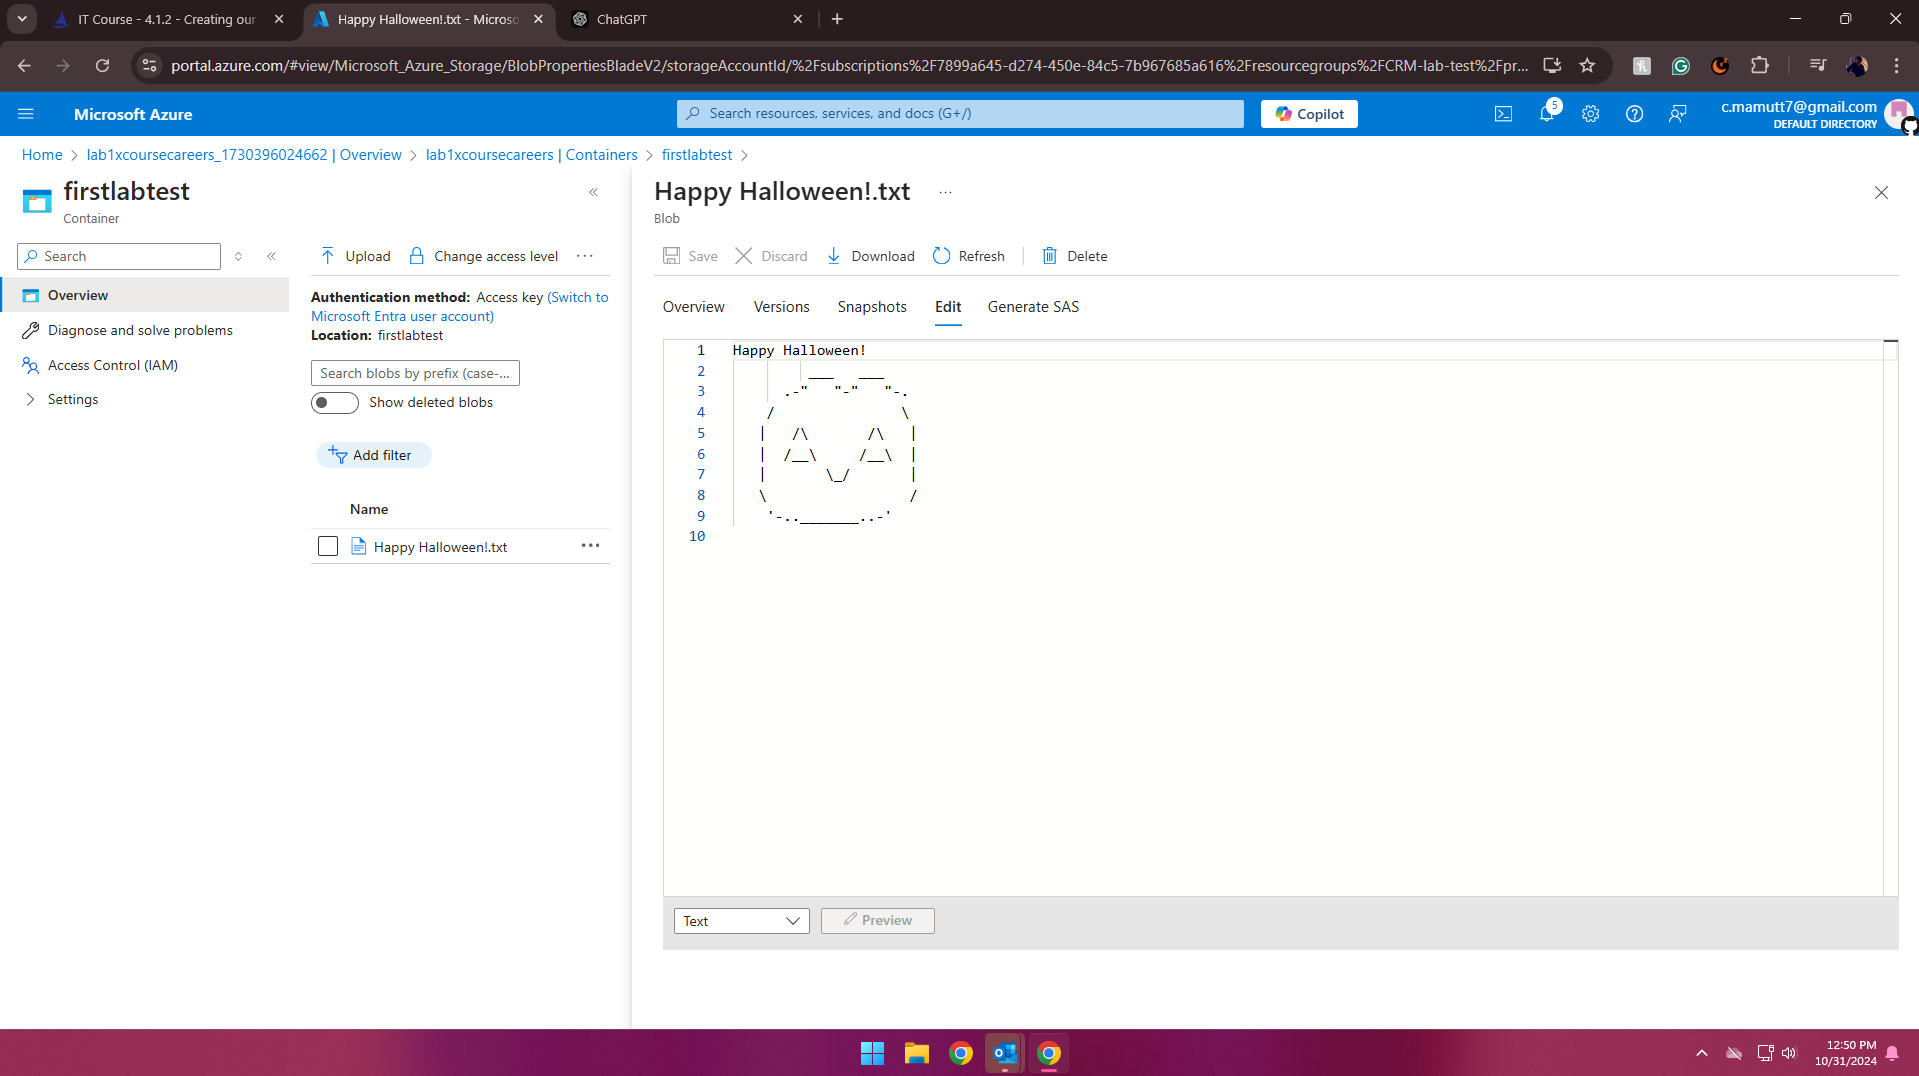 IT Course - 4.1.2 - Creating our
Happy Halloween!.txt - Microso
ChatGPT
portal.azure.com/#view/Microsoft_Azure_Storage/BlobPropertiesBladeV2/storageAccountId/%2Fsubscriptions%2F7899a645-d274-450e-84c5-7b967685a616%2Fresourcegroups%2FCRM-lab-test%2Fpr...
Microsoft Azure
Search resources, services, and docs (G+/)
Copilot
5
c.mamutt7@gmail.com
DEFAULT DIRECTORY
Home > lab1xcoursecareers_1730396024662 | Overview > lab1xcoursecareers | Containers > firstlabtest >
firstlabtest
Container
Search
Overview
Diagnose and solve problems
Access Control (IAM)
Settings
Upload
Change access level
...
Authentication method: Access key (Switch to
Microsoft Entra user account)
Location: firstlabtest
Search blobs by prefix (case-...
Show deleted blobs
Add filter
Name
Happy Halloween!.txt
...
Happy Halloween!.txt
...
Blob
Save
Discard
Download
Refresh
Delete
Overview
Versions
Snapshots
Edit
Generate SAS
1 Happy Halloween!
2          ___   ___
3       .-"   "-"   "-.
4     /               \
5    |   /\       /\   |
6    |  /__\     /__\  |
7    |       \_/       |
8    \                 /
9     '-.._______..-'
10
Text
Preview
12:50 PM
10/31/2024